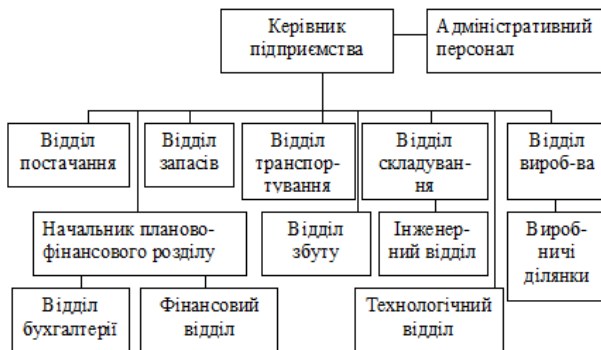 Керівник
підприємства
Адміністративний
персонал
Відділ
постачання
Відділ
запасів
Відділ
транспор-
тування
Відділ
складуван-
ня
Відділ
вироб-ва
Начальник планово-
фінансового розділу
Відділ
збуту
Інженер-
ний відділ
Вироб-
ничі
ділянки
Відділ
бухгалтерії
Фінансовий
відділ
Технологічний
відділ